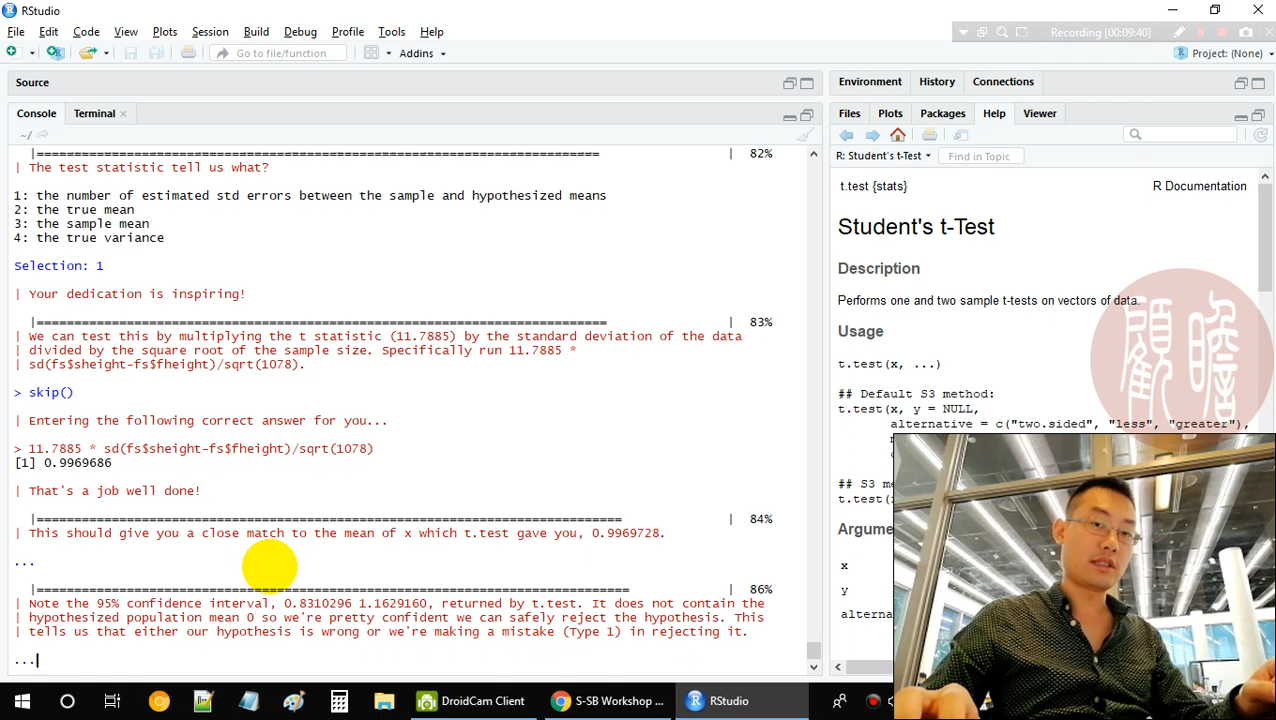 RStudio
File Edit Code View Plots Session Build Debug Profile Tools Help
Recording [00:09:40]
Go to file/function
Addins
Project: (None)
Source
Environment History Connections
Console Terminal
Files Plots Packages Help Viewer
~/
R: Student's t-Test
Find in Topic
|=========================================================================== | 82%
| The test statistic tell us what?
1: the number of estimated std errors between the sample and hypothesized means
2: the true mean
3: the sample mean
4: the true variance
Selection: 1
| Your dedication is inspiring!
|============================================================================ | 83%
| We can test this by multiplying the t statistic (11.7885) by the standard deviation of the data
| divided by the square root of the sample size. Specifically run 11.7885 *
| sd(fs$sheight-fs$fheight)/sqrt(1078).
> skip()
| Entering the following correct answer for you...
> 11.7885 * sd(fs$sheight-fs$fheight)/sqrt(1078)
[1] 0.9969686
| That's a job well done!
|============================================================================== | 84%
| This should give you a close match to the mean of x which t.test gave you, 0.9969728.
...
|=============================================================================== | 86%
| Note the 95% confidence interval, 0.8310296 1.1629160, returned by t.test. It does not contain the
| hypothesized population mean 0 so we're pretty confident we can safely reject the hypothesis. This
| tells us that either our hypothesis is wrong or we're making a mistake (Type 1) in rejecting it.
...
t.test {stats}
R Documentation
Student's t-Test
Description
Performs one and two sample t-tests on vectors of data.
Usage
t.test(x, ...)
## Default S3 method:
t.test(x, y = NULL,
alternative = c("two.sided", "less", "greater"),
## S3 m
t.test(x
Argume
x
y
alternat
DroidCam Client
S-SB Workshop ...
RStudio